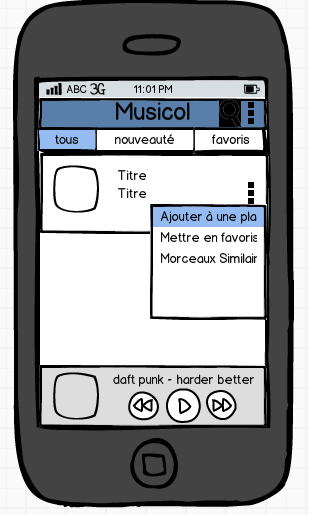 ABC 3G 11:01 PM
Musicol
tous nouveauté favoris
Titre
Titre
Ajouter à une pla
Mettre en favoris
Morceaux Similair
daft punk - harder better